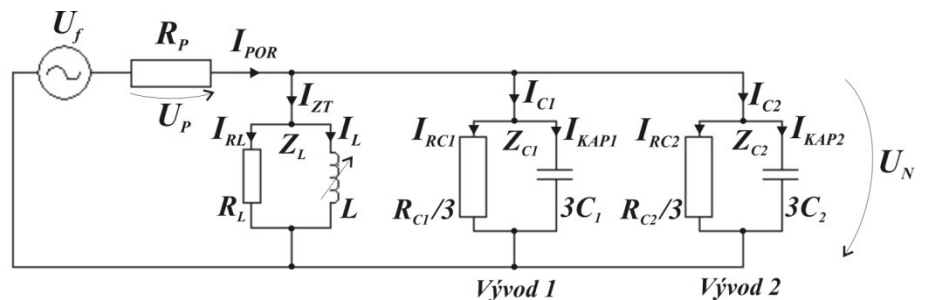 U_f
R_P
I_POR
U_P
I_ZT
I_C1
I_C2
I_RL
Z_L
I_L
I_RC1
Z_C1
I_KAP1
I_RC2
Z_C2
I_KAP2
U_N
R_L
L
R_C1/3
3C_1
R_C2/3
3C_2
Vývod 1
Vývod 2